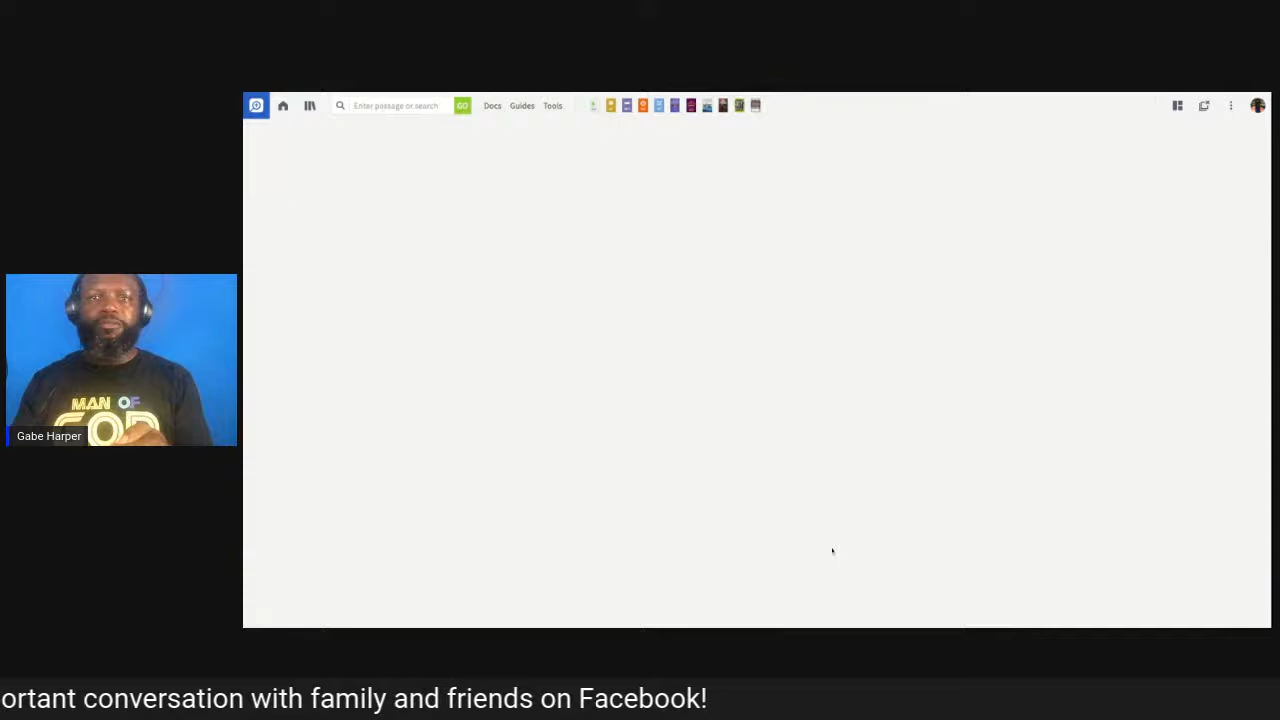 Enter passage or search GO Docs Guides Tools
MAN OF
GOD
Gabe Harper
ortant conversation with family and friends on Facebook!